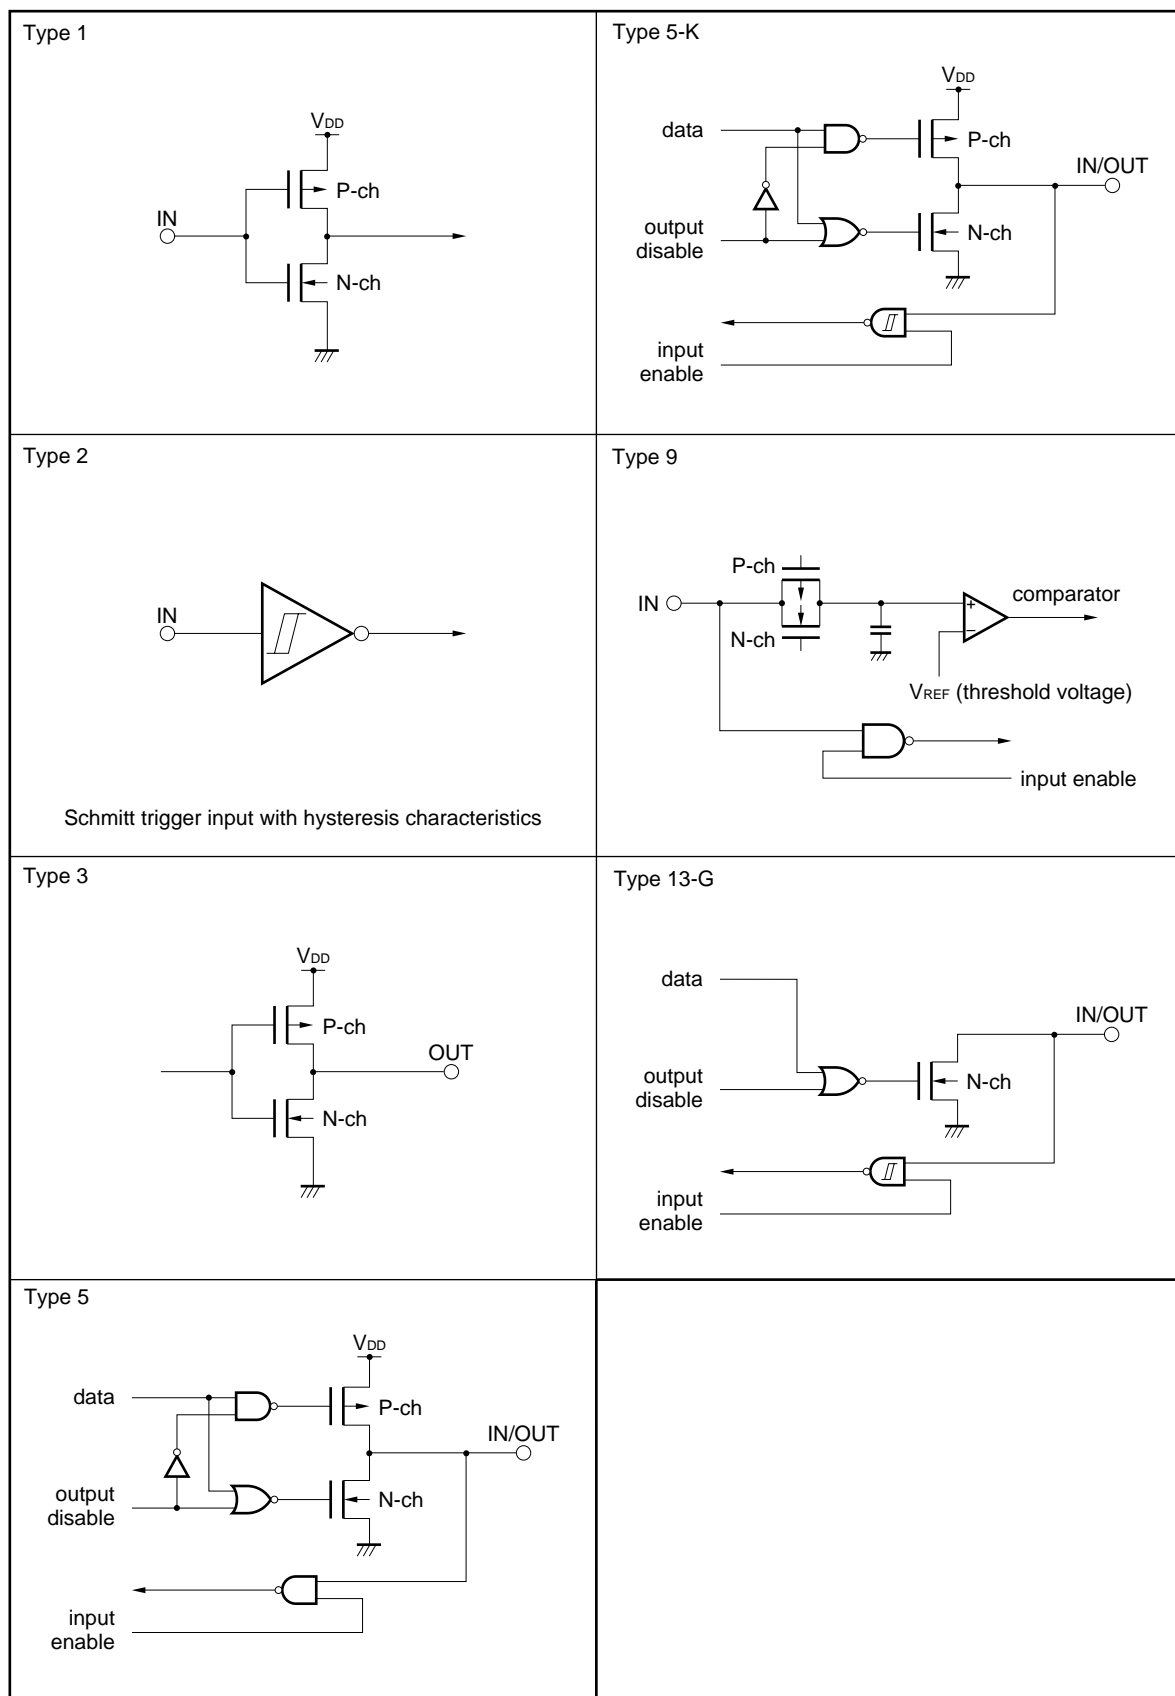 Type 1
VDD
P-ch
IN
N-ch
Type 5-K
VDD
data
P-ch
IN/OUT
output
disable
N-ch
input
enable
Type 2
IN
Schmitt trigger input with hysteresis characteristics
Type 9
P-ch
IN
comparator
+
−
N-ch
VREF (threshold voltage)
input enable
Type 3
VDD
P-ch
OUT
N-ch
Type 13-G
data
IN/OUT
output
disable
N-ch
input
enable
Type 5
VDD
data
P-ch
IN/OUT
output
disable
N-ch
input
enable